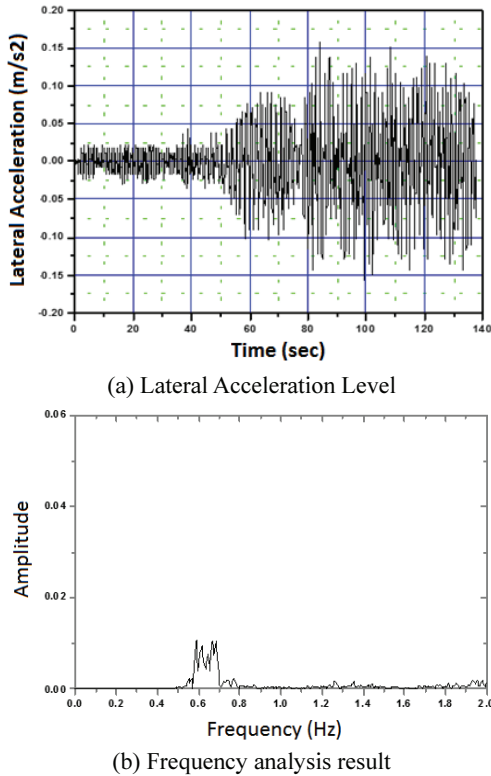 0.20
0.15
0.10
0.05
0.00
0.05
0.10
0.15
0.20
Lateral Acceleration (m/s2)
0 20 40 60 80 100 120 140
Time (sec)
(a) Lateral Acceleration Level
0.06
0.04
0.02
0.00
Amplitude
0.0 0.2 0.4 0.6 0.8 1.0 1.2 1.4 1.6 1.8 2.0
Frequency (Hz)
(b) Frequency analysis result